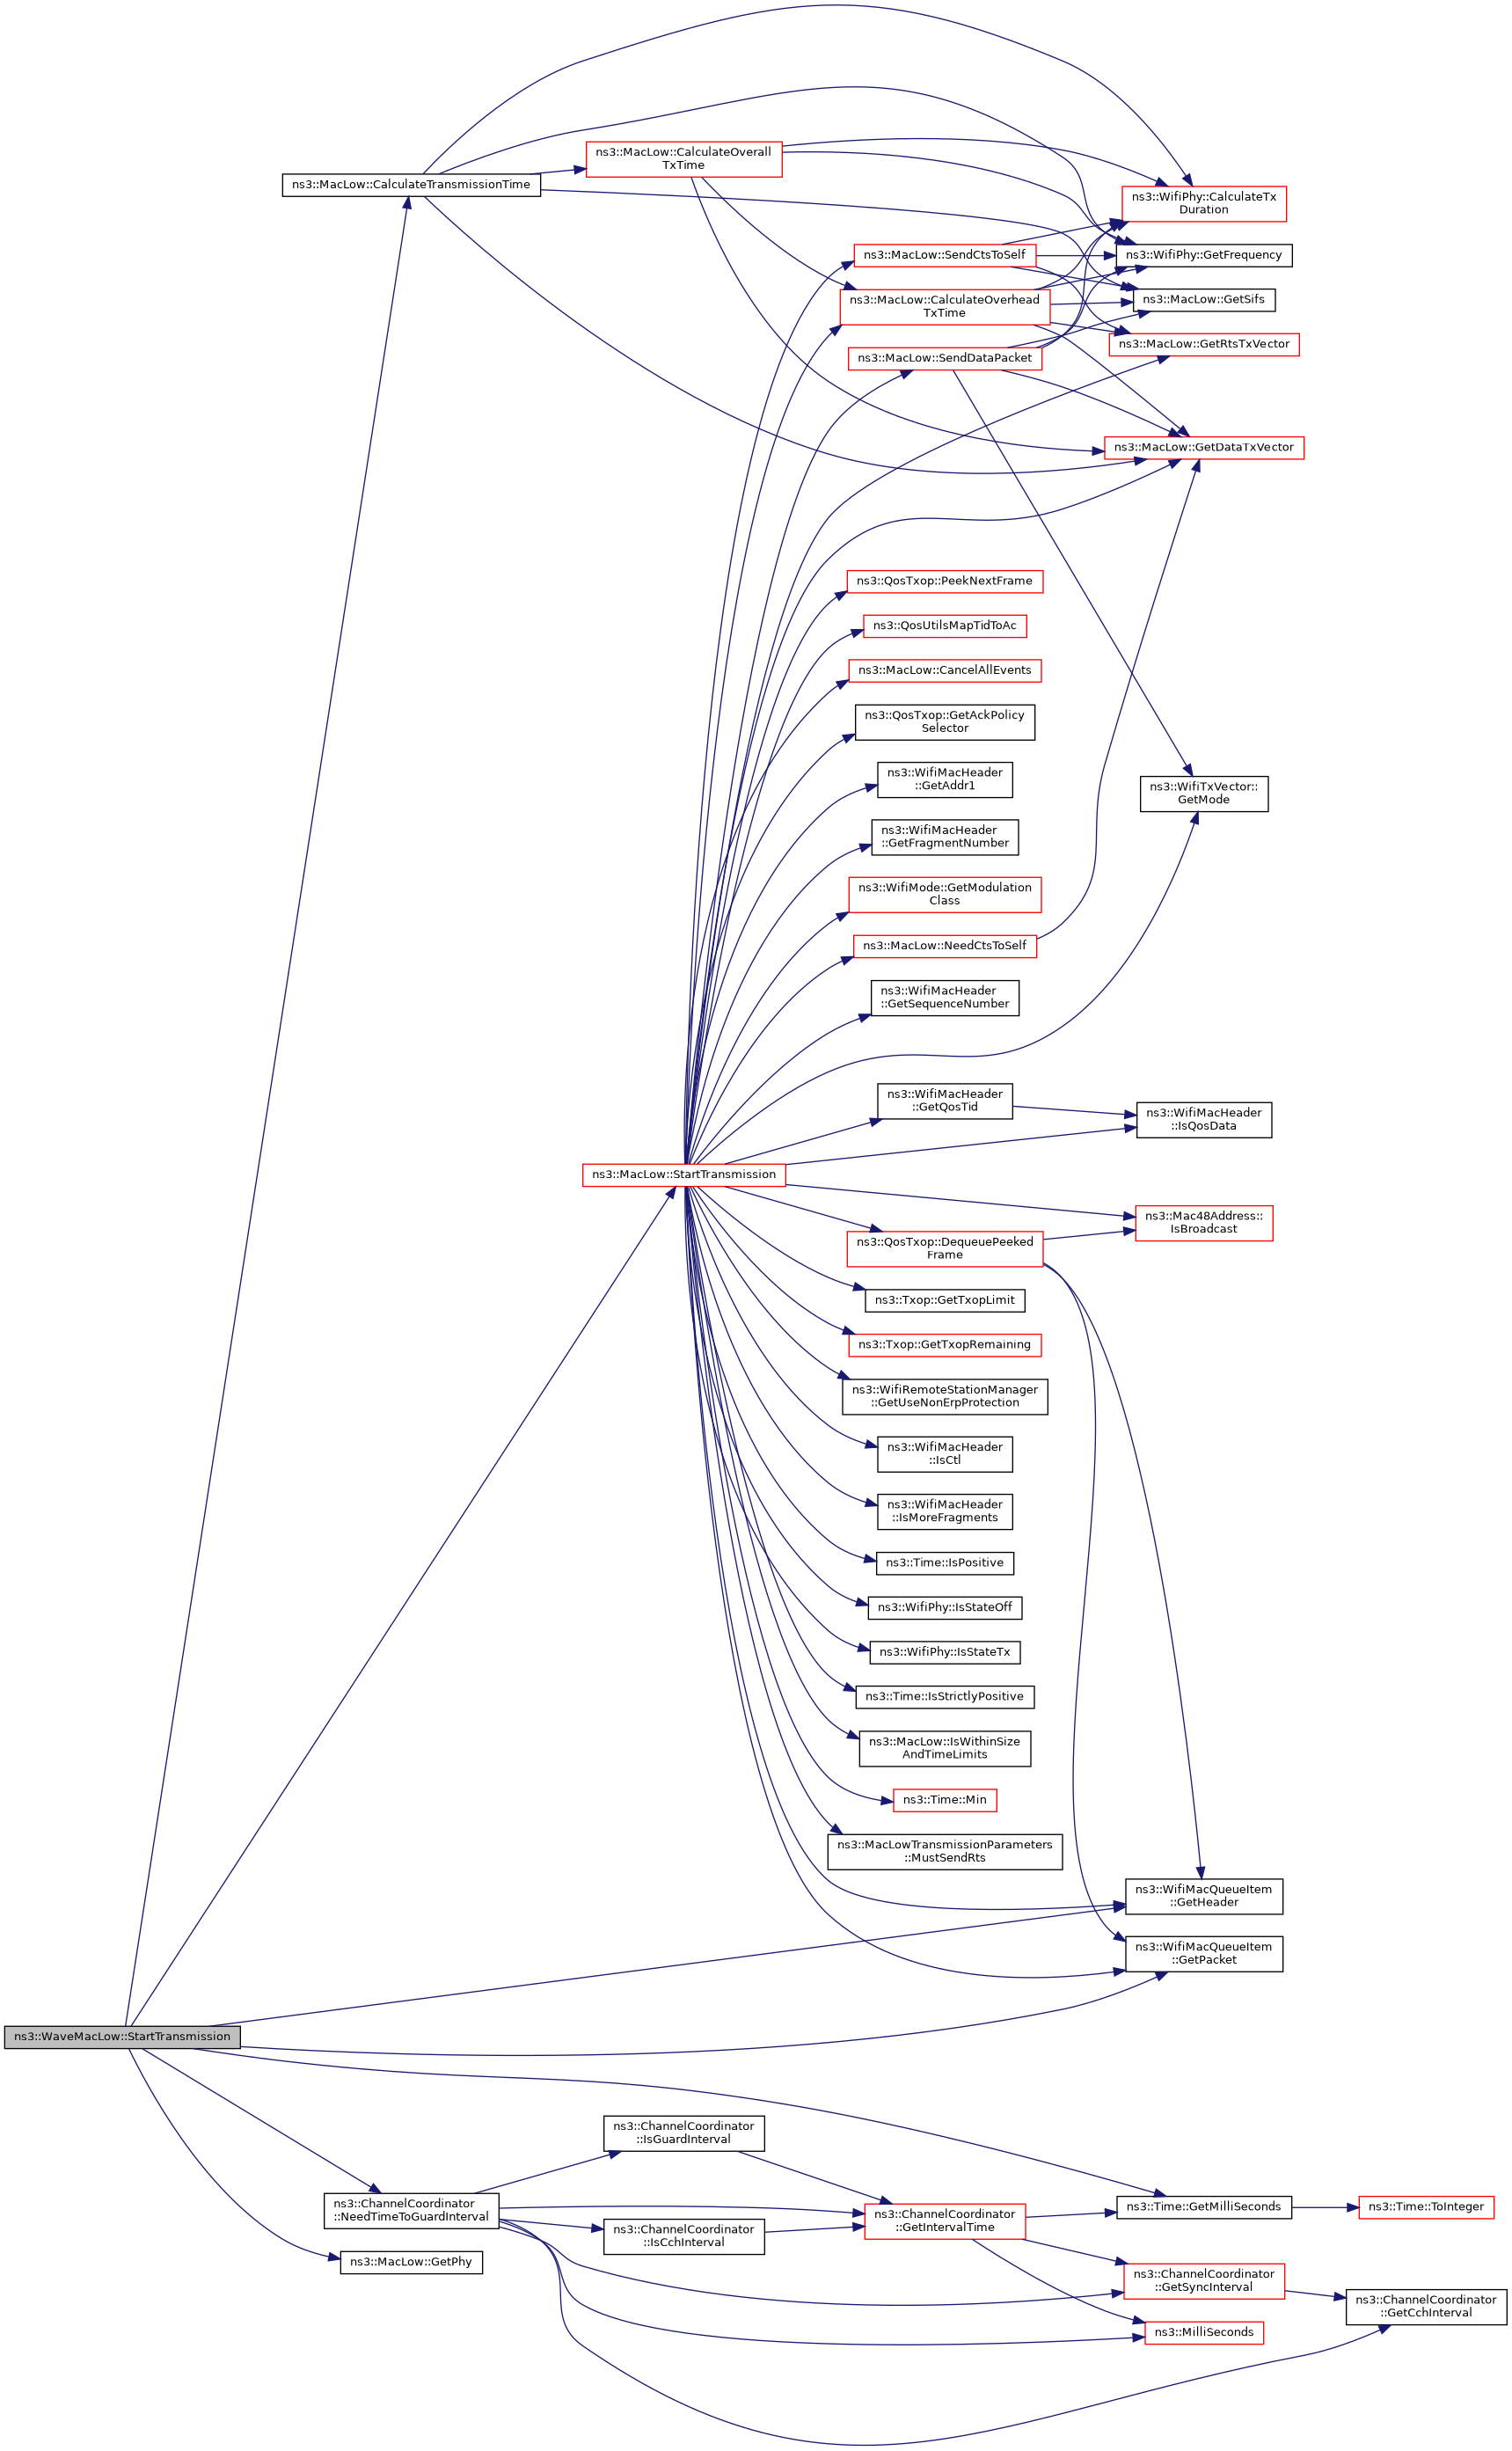 ns3::MacLow::CalculateOverall
TxTime
ns3::MacLow::CalculateTransmissionTime
ns3::WifiPhy::CalculateTx
Duration
ns3::MacLow::SendCtsToSelf
ns3::WifiPhy::GetFrequency
ns3::MacLow::CalculateOverhead
TxTime
ns3::MacLow::GetSifs
ns3::MacLow::GetRtsTxVector
ns3::MacLow::SendDataPacket
ns3::MacLow::GetDataTxVector
ns3::QosTxop::PeekNextFrame
ns3::QosUtilsMapTidToAc
ns3::MacLow::CancelAllEvents
ns3::QosTxop::GetAckPolicy
Selector
ns3::WifiMacHeader
::GetAddr1
ns3::WifiTxVector::
GetMode
ns3::WifiMacHeader
::GetFragmentNumber
ns3::WifiMode::GetModulation
Class
ns3::MacLow::NeedCtsToSelf
ns3::WifiMacHeader
::GetSequenceNumber
ns3::WifiMacHeader
::GetQosTid
ns3::WifiMacHeader
::IsQosData
ns3::MacLow::StartTransmission
ns3::Mac48Address::
IsBroadcast
ns3::QosTxop::DequeuePeeked
Frame
ns3::Txop::GetTxopLimit
ns3::Txop::GetTxopRemaining
ns3::WifiRemoteStationManager
::GetUseNonErpProtection
ns3::WifiMacHeader
::IsCtl
ns3::WifiMacHeader
::IsMoreFragments
ns3::Time::IsPositive
ns3::WifiPhy::IsStateOff
ns3::WifiPhy::IsStateTx
ns3::Time::IsStrictlyPositive
ns3::MacLow::IsWithinSize
AndTimeLimits
ns3::Time::Min
ns3::MacLowTransmissionParameters
::MustSendRts
ns3::WifiMacQueueItem
::GetHeader
ns3::WifiMacQueueItem
::GetPacket
ns3::WaveMacLow::StartTransmission
ns3::ChannelCoordinator
::IsGuardInterval
ns3::ChannelCoordinator
::NeedTimeToGuardInterval
ns3::ChannelCoordinator
::GetIntervalTime
ns3::Time::GetMilliSeconds
ns3::Time::ToInteger
ns3::ChannelCoordinator
::IsCchInterval
ns3::MacLow::GetPhy
ns3::ChannelCoordinator
::GetSyncInterval
ns3::ChannelCoordinator
::GetCchInterval
ns3::MilliSeconds